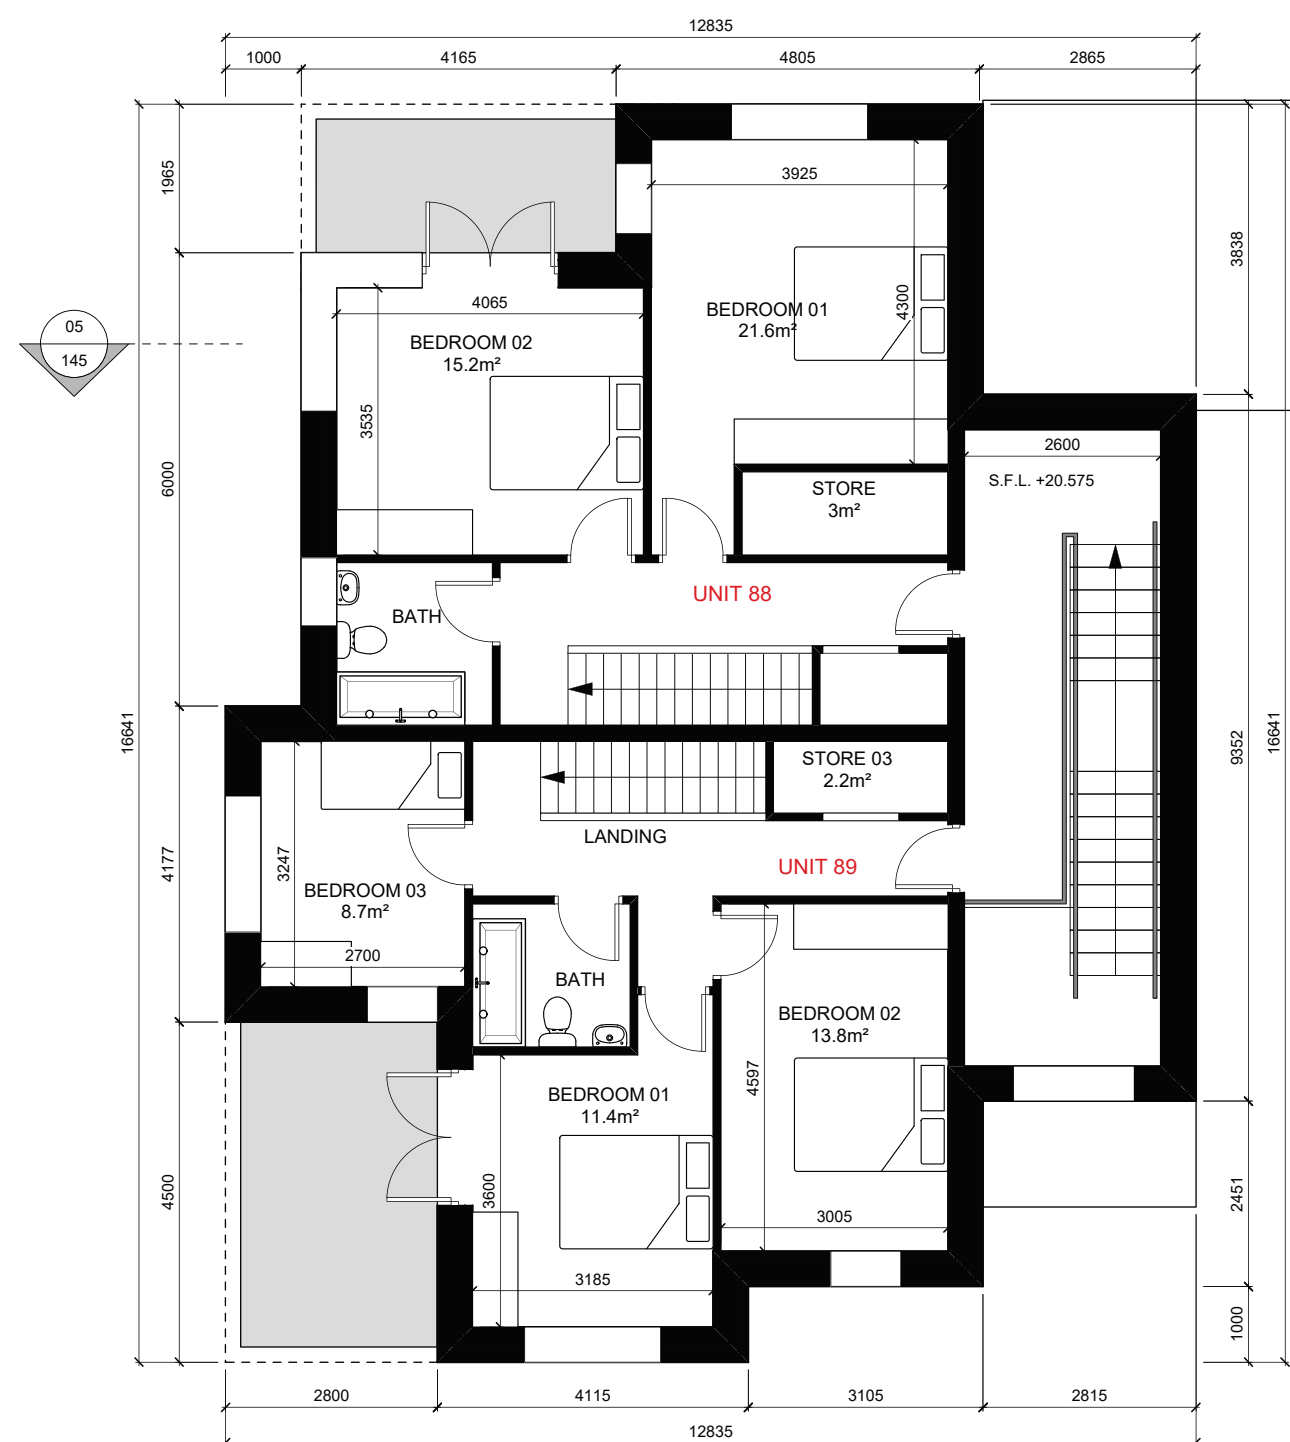 12835
1000
4165
4805
2865
1965
3925
3838
4065
4300
BEDROOM 01
21.6m²
05
145
BEDROOM 02
15.2m²
3535
2600
6000
S.F.L. +20.575
STORE
3m²
UNIT 88
BATH
16641
9352
16641
STORE 03
2.2m²
LANDING
UNIT 89
4177
3247
BEDROOM 03
8.7m²
2700
BATH
BEDROOM 02
13.8m²
4597
BEDROOM 01
11.4m²
4500
3600
2451
3005
3185
1000
2800
4115
3105
2815
12835